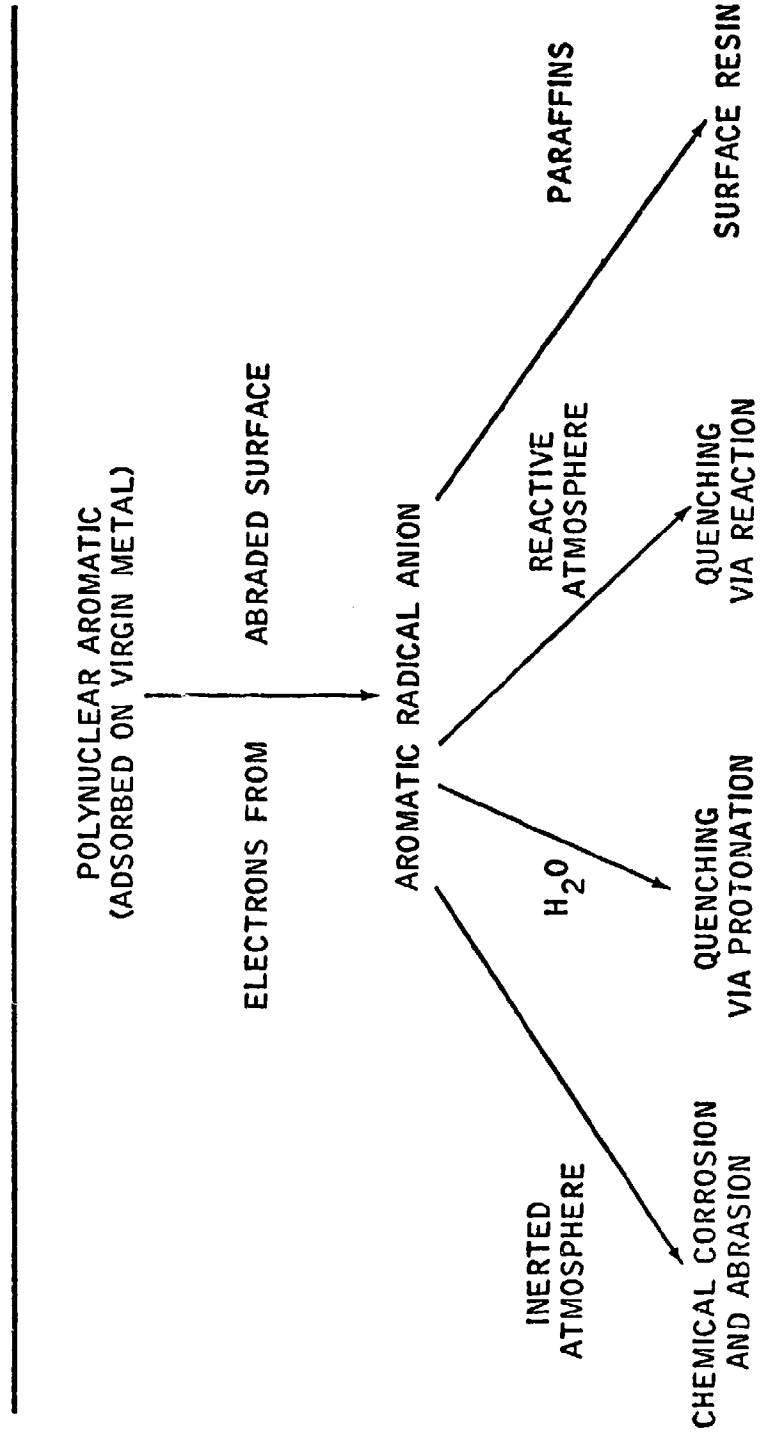 POLYNUCLEAR AROMATIC
(ADSORBED ON VIRGIN METAL)
ELECTRONS FROM
ABRADED SURFACE
AROMATIC RADICAL ANION
INERTED
ATMOSPHERE
H₂O
REACTIVE
ATMOSPHERE
PARAFFINS
CHEMICAL CORROSION
AND ABRASION
QUENCHING
VIA PROTONATION
QUENCHING
VIA REACTION
SURFACE RESIN